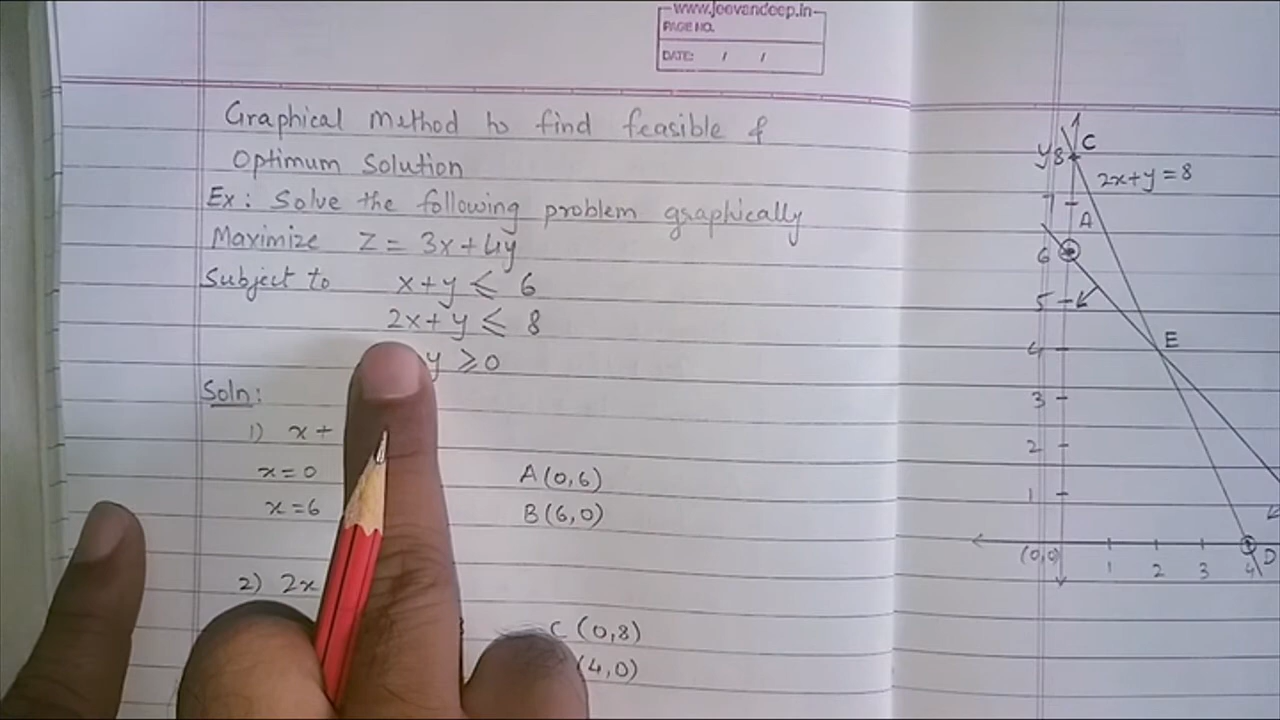 www.Jeevandeep.in
PAGE NO.
DATE: / /
Graphical method to find feasible &
Optimum Solution
Ex: Solve the following problem graphically
Maximize Z = 3x+4y
Subject to x+y ⩽ 6
2x+y ⩽ 8
y ⩾ 0
Soln:
1) x+
x=0 A(0,6)
x=6 B(6,0)
2) 2x
C(0,8)
(4,0)
y 8 C
2x+y=8
7
A
6
5
4 E
3
2
1
(0,0) 1 2 3 4 D